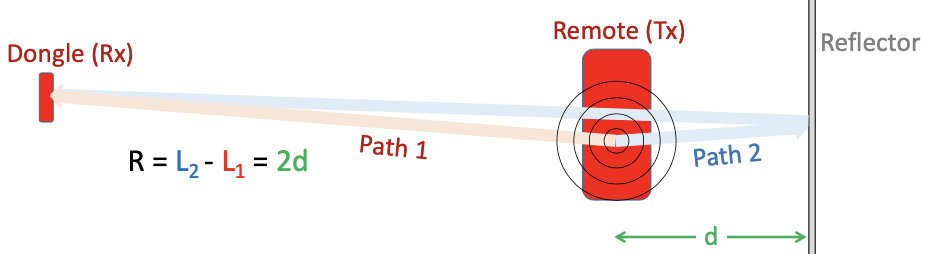 Remote (Tx)
Reflector
Dongle (Rx)
Path 1
Path 2
R = L₂ - L₁ = 2d
d